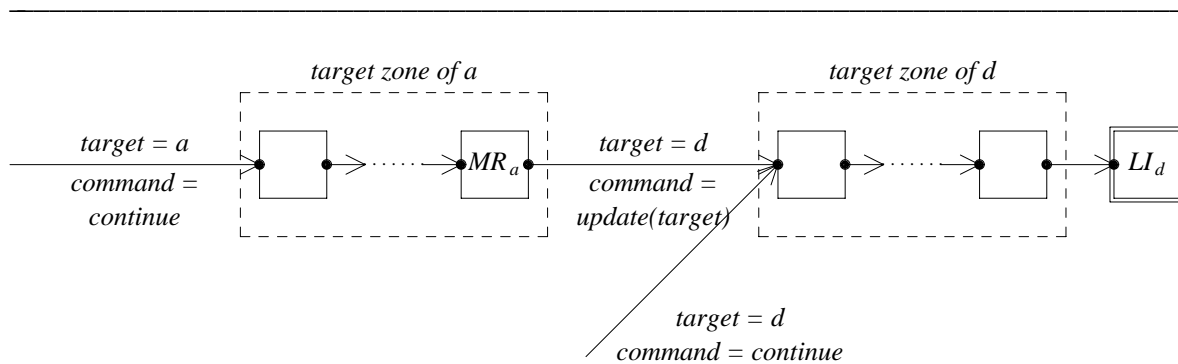 target zone of a
target zone of d
target = a
command =
continue
MR_a
target = d
command =
update(target)
LI_d
target = d
command = continue